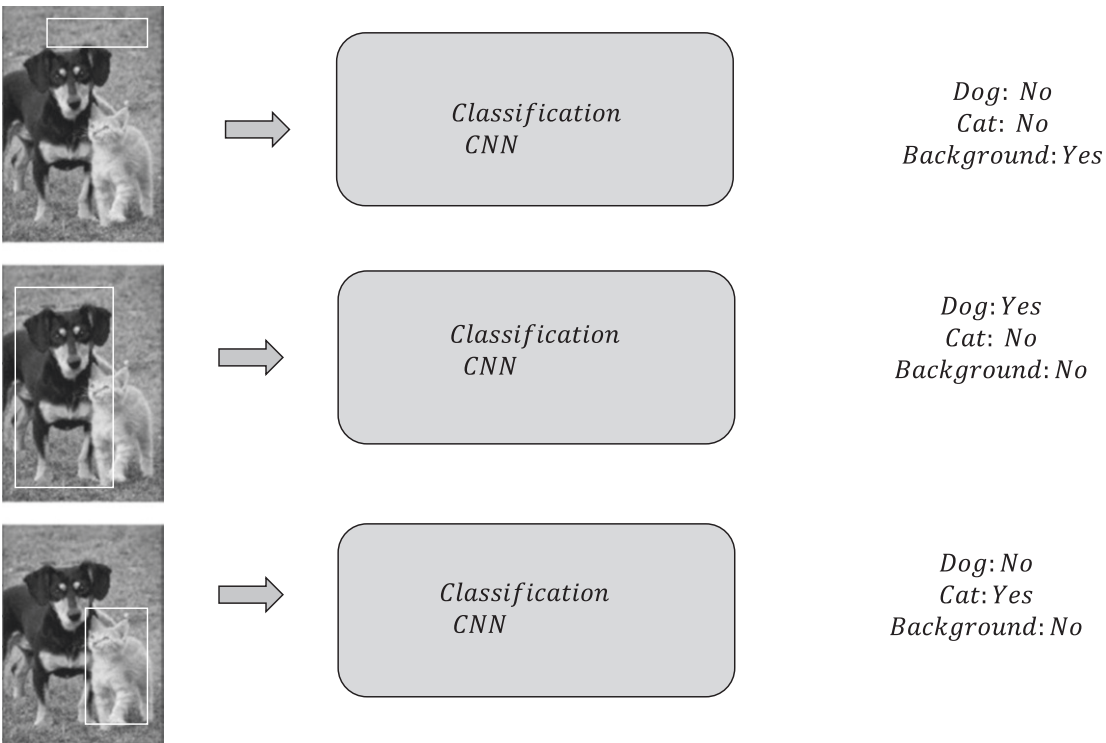 Classification
CNN
Dog: No
Cat: No
Background: Yes
Classification
CNN
Dog: Yes
Cat: No
Background: No
Classification
CNN
Dog: No
Cat: Yes
Background: No